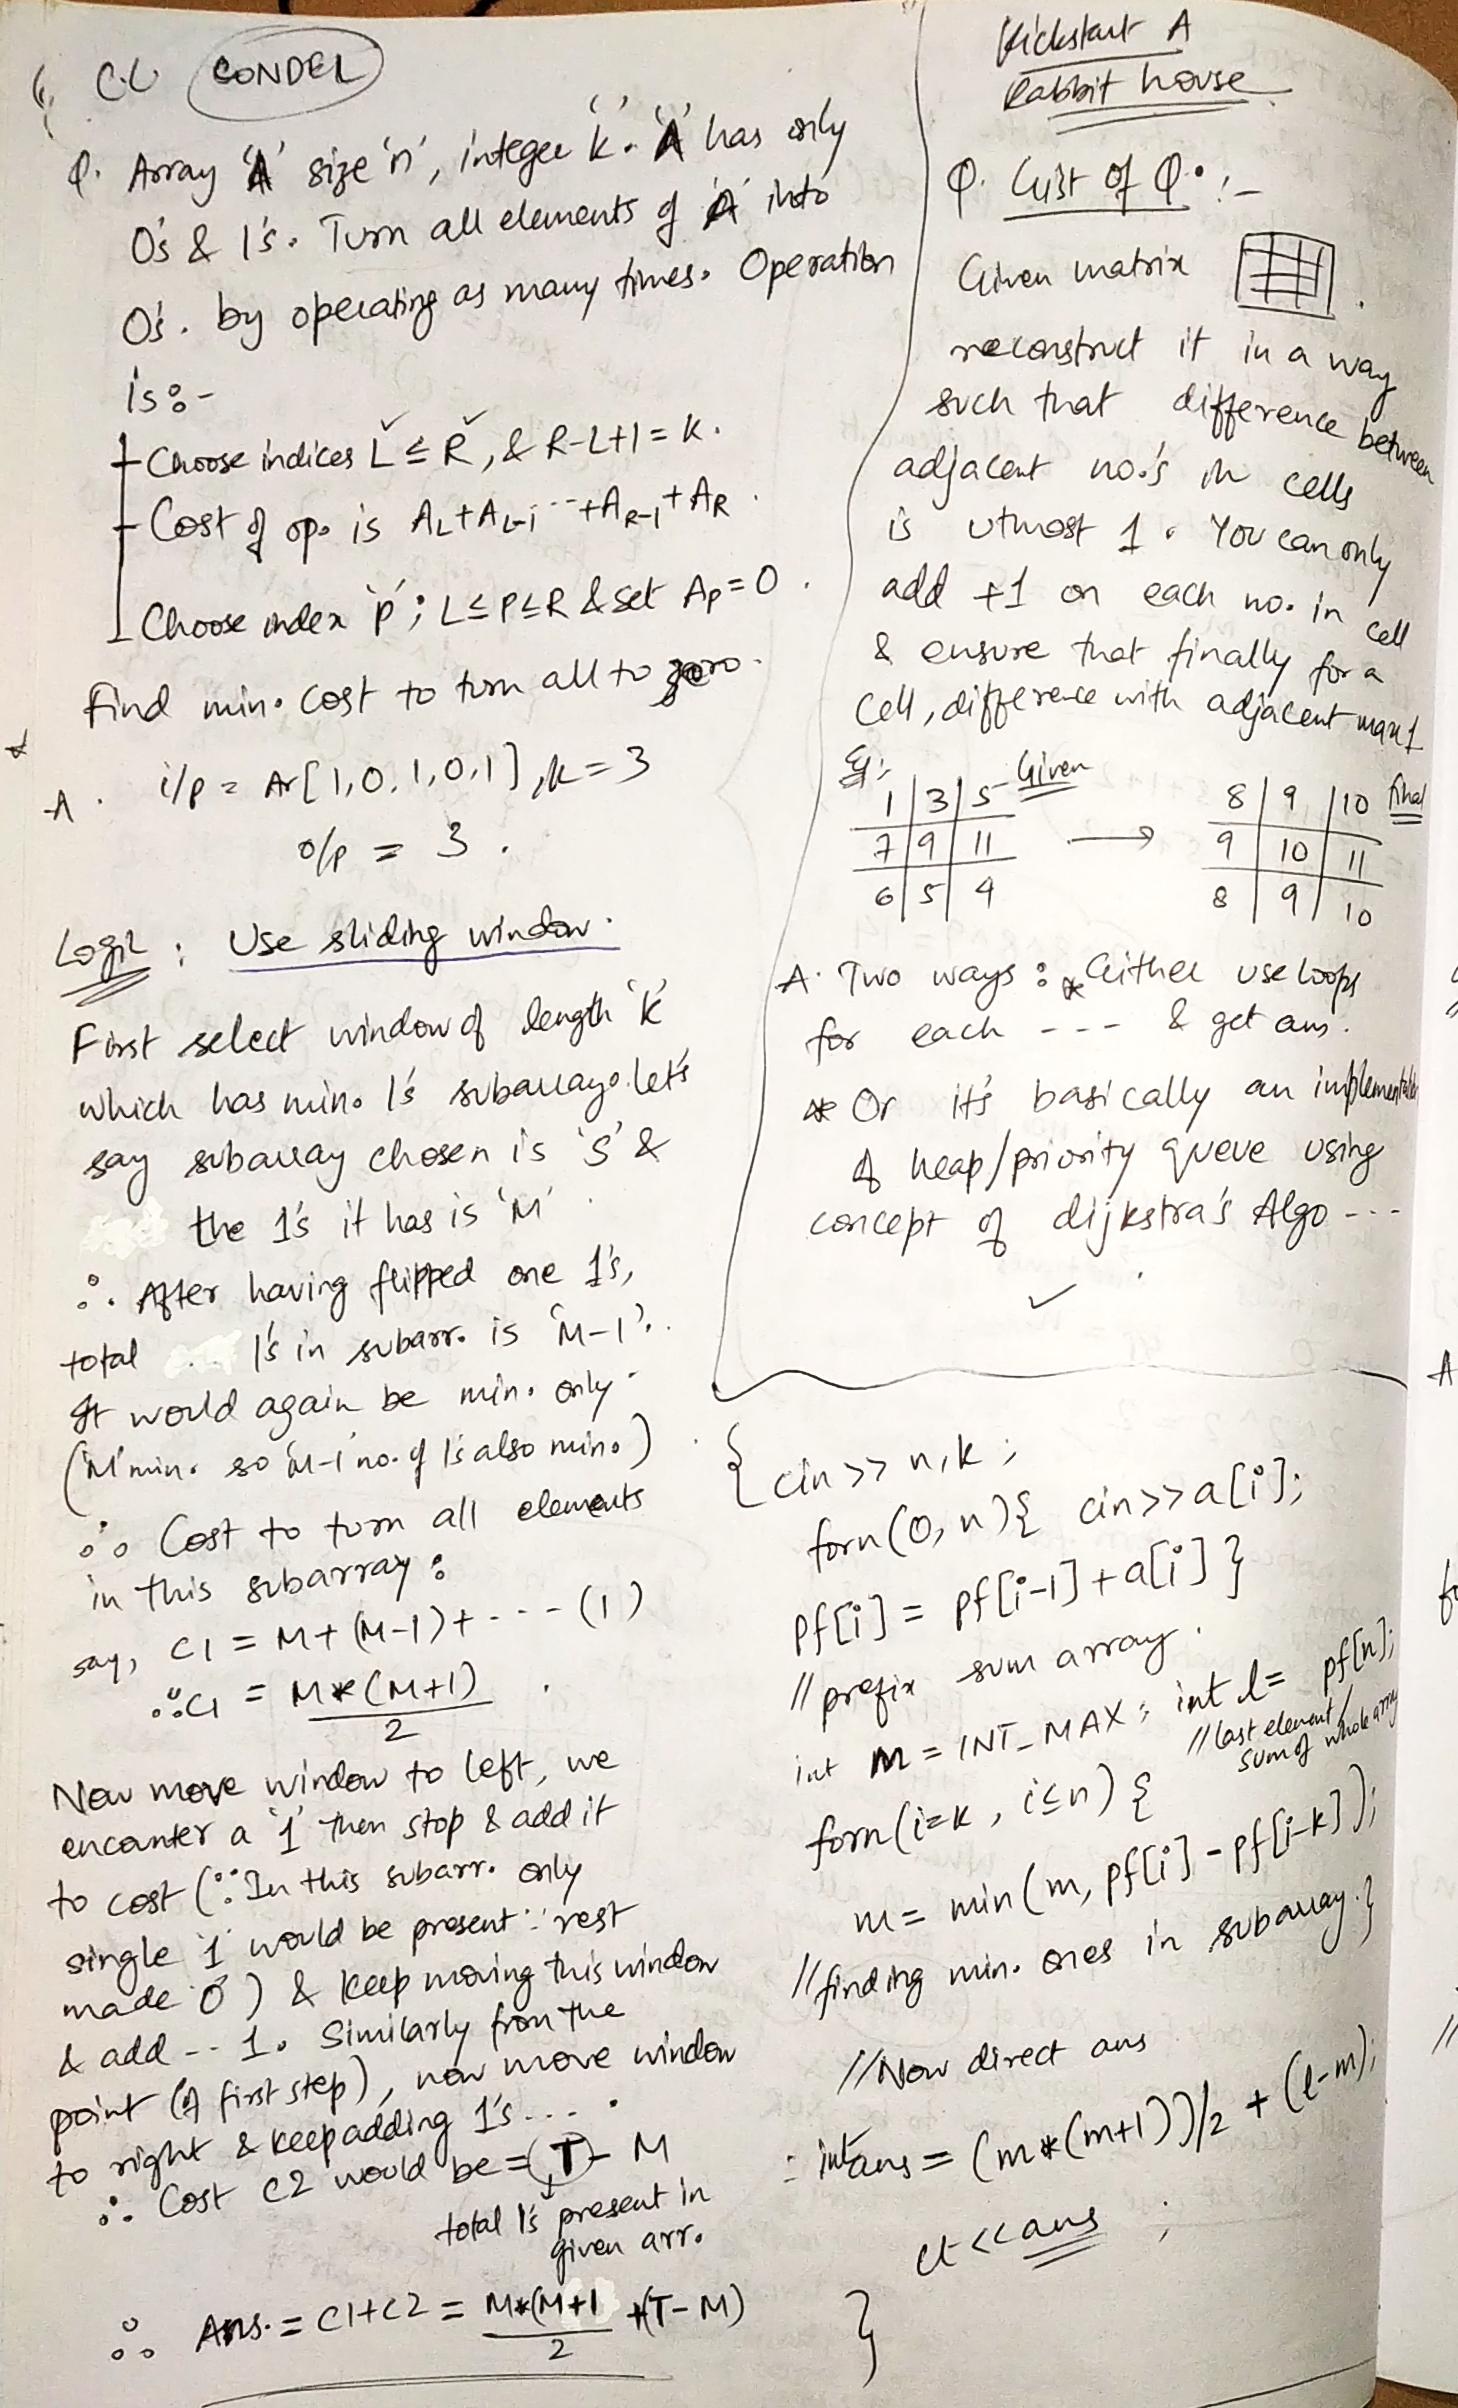 C.C CONDEL
Q. Array 'A' size 'n', integer 'k'. 'A' has only
0's & 1's. Turn all elements of 'A' into
0's. by operating as many times. Operation
is:-
- Choose indices L ≤ R, & R-L+1 = K.
- Cost of op. is AL+AL-1 --- +AR-1+AR.
- Choose index 'p'; L≤P≤R & set Ap=0.
Find min. cost to turn all to zero.
A. i/p = Ar[1,0,1,0,1], k=3
o/p = 3.
Logic: Use sliding window.
First select window of length 'k'
which has min. 1's subarray. let's
say subarray chosen is 'S' &
the 1's it has is 'M'
∴ After having flipped one 1's,
total 1's in subarr. is 'M-1'.
It would again be min. only.
('M' min. so 'M-1' no. of 1's also min.)
∴ Cost to turn all elements
in this subarray:
say, C1 = M+(M-1)+ ---- (1)
∴ C1 = M*(M+1)
2
Now move window to left, we
encounter a '1' then stop & add it
to cost (∵ In this subarr. only
single '1' would be present ∵ rest
made '0') & keep moving this window
& add -- 1. Similarly from the
point (of first step), now move window
to right & keep adding 1's....
∴ Cost C2 would be = T - M
total 1's present in
given arr.
∴ Ans. = C1+C2 = M*(M+1 +(T-M)
2
Kickstart A
Rabbit house
Q. Gist of Q. :-
Given matrix .
reconstruct it in a way
such that difference between
adjacent no.'s in cells
is utmost 1. You can only
add +1 on each no. in cell
& ensure that finally for a
cell, difference with adjacent max 1
Eg: Given final
1 | 3 | 5 8 | 9 | 10
7 | 9 | 11 → 9 | 10 | 11
6 | 5 | 4 8 | 9 | 10
A. Two ways: * Either use loops
for each --- & get ans.
* Or it's basically an implementation
of heap/priority queue using
concept of dijkstra's Algo ---
{ cin >> n,k;
forn(0,n){ cin>>a[i];
pf[i] = pf[i-1]+a[i] }
// prefix sum array.
int m = INT_MAX; int l= pf[n];
// last element /
sum of whole array
forn(i=k, i≤n) {
m = min(m, pf[i] - pf[i-k]);
//finding min. ones in subarray.}
//Now direct ans
int ans = (m*(m+1))/2 + (l-m);
ct<<ans ;
}